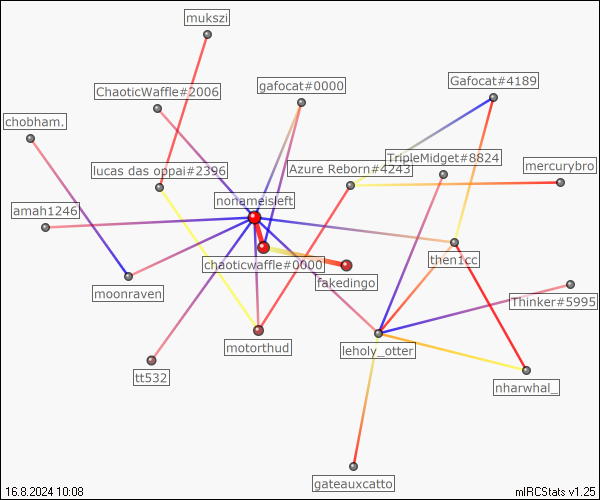 mukszi
ChaoticWaffle#2006
gafocat#0000
Gafocat#4189
chobham.
lucas das oppai#2396
Azure Reborn#4243
TripleMidget#8824
mercurybro
nonameisleft
amah1246
chaoticwaffle#0000
then1cc
fakedingo
moonraven
Thinker#5995
motorthud
leholy_otter
tt532
nharwhal_
gateauxcatto
16.8.2024 10:08
mIRCStats v1.25